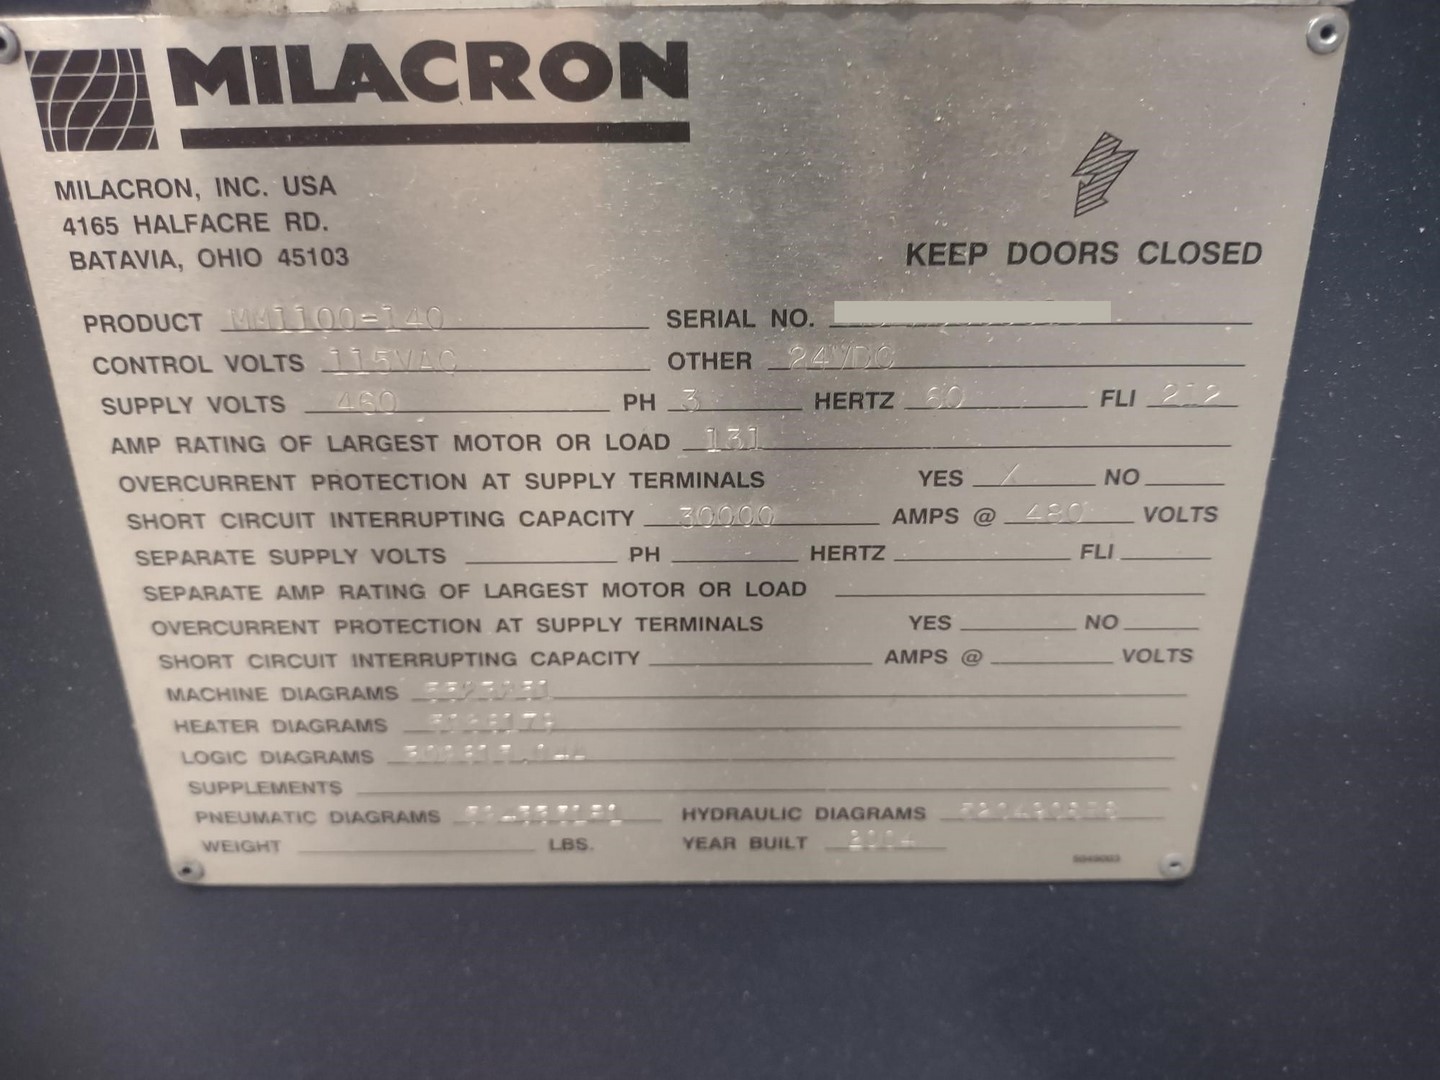 MILACRON
MILACRON, INC. USA
4165 HALFACRE RD.
BATAVIA, OHIO 45103
KEEP DOORS CLOSED
PRODUCT MM1100-140 SERIAL NO.
CONTROL VOLTS 115VAC OTHER 24VDC
SUPPLY VOLTS 460 PH 3 HERTZ 60 FLI 212
AMP RATING OF LARGEST MOTOR OR LOAD 131
OVERCURRENT PROTECTION AT SUPPLY TERMINALS YES X NO
SHORT CIRCUIT INTERRUPTING CAPACITY 30000 AMPS @ 480 VOLTS
SEPARATE SUPPLY VOLTS PH HERTZ FLI
SEPARATE AMP RATING OF LARGEST MOTOR OR LOAD
OVERCURRENT PROTECTION AT SUPPLY TERMINALS YES NO
SHORT CIRCUIT INTERRUPTING CAPACITY AMPS @ VOLTS
MACHINE DIAGRAMS
HEATER DIAGRAMS
LOGIC DIAGRAMS
SUPPLEMENTS
PNEUMATIC DIAGRAMS HYDRAULIC DIAGRAMS
WEIGHT LBS. YEAR BUILT 2004